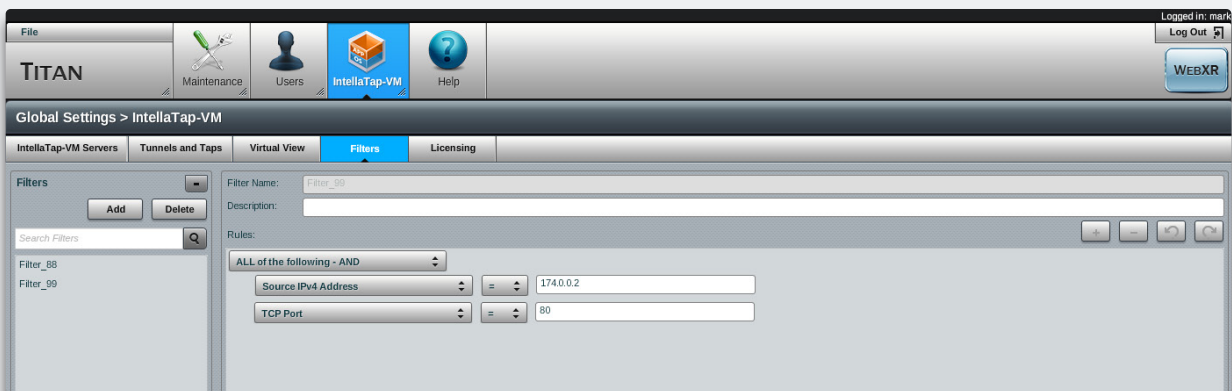 Logged in: mark
File
Log Out
TITAN
Maintenance
Users
APP
OS
IntellaTap-VM
?
Help
WEBXR
Global Settings > IntellaTap-VM
IntellaTap-VM Servers Tunnels and Taps Virtual View Filters Licensing
Filters -
Filter Name: Filter_99
Add Delete
Description:
Search Filters
Rules: + -
Filter_88
Filter_99
ALL of the following - AND
Source IPv4 Address = 174.0.0.2
TCP Port = 80